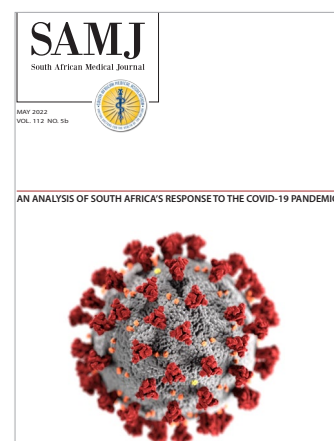 SAMJ
South African Medical Journal
MAY 2022
VOL. 112 NO. 5b
AN ANALYSIS OF SOUTH AFRICA'S RESPONSE TO THE COVID-19 PANDEMIC